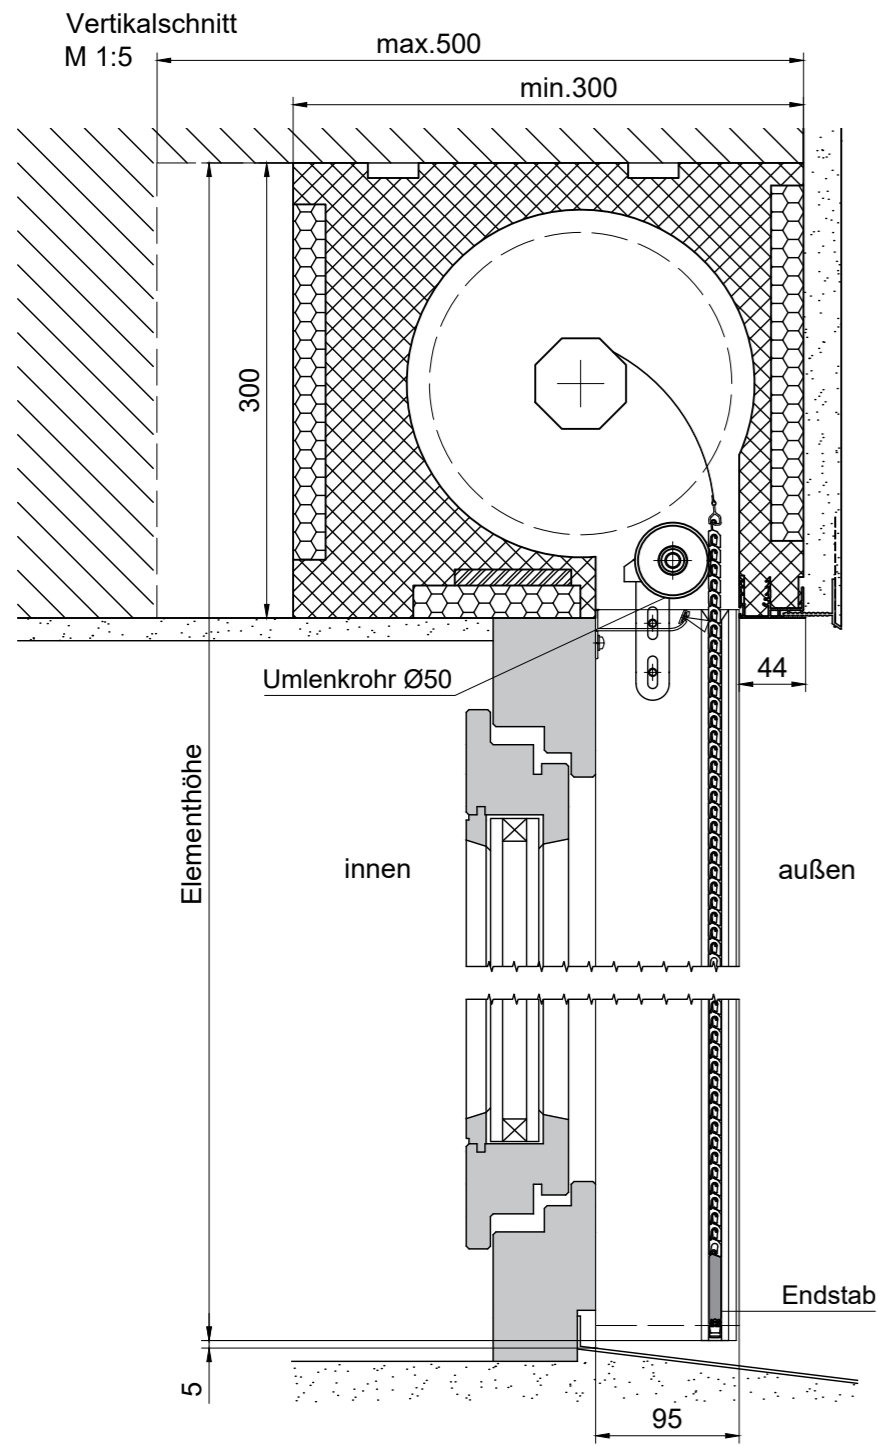 Vertikalschnitt
M 1:5
max.500
min.300
300
Umlenkrohr Ø50
44
Elementhöhe
innen
außen
Endstab
5
95